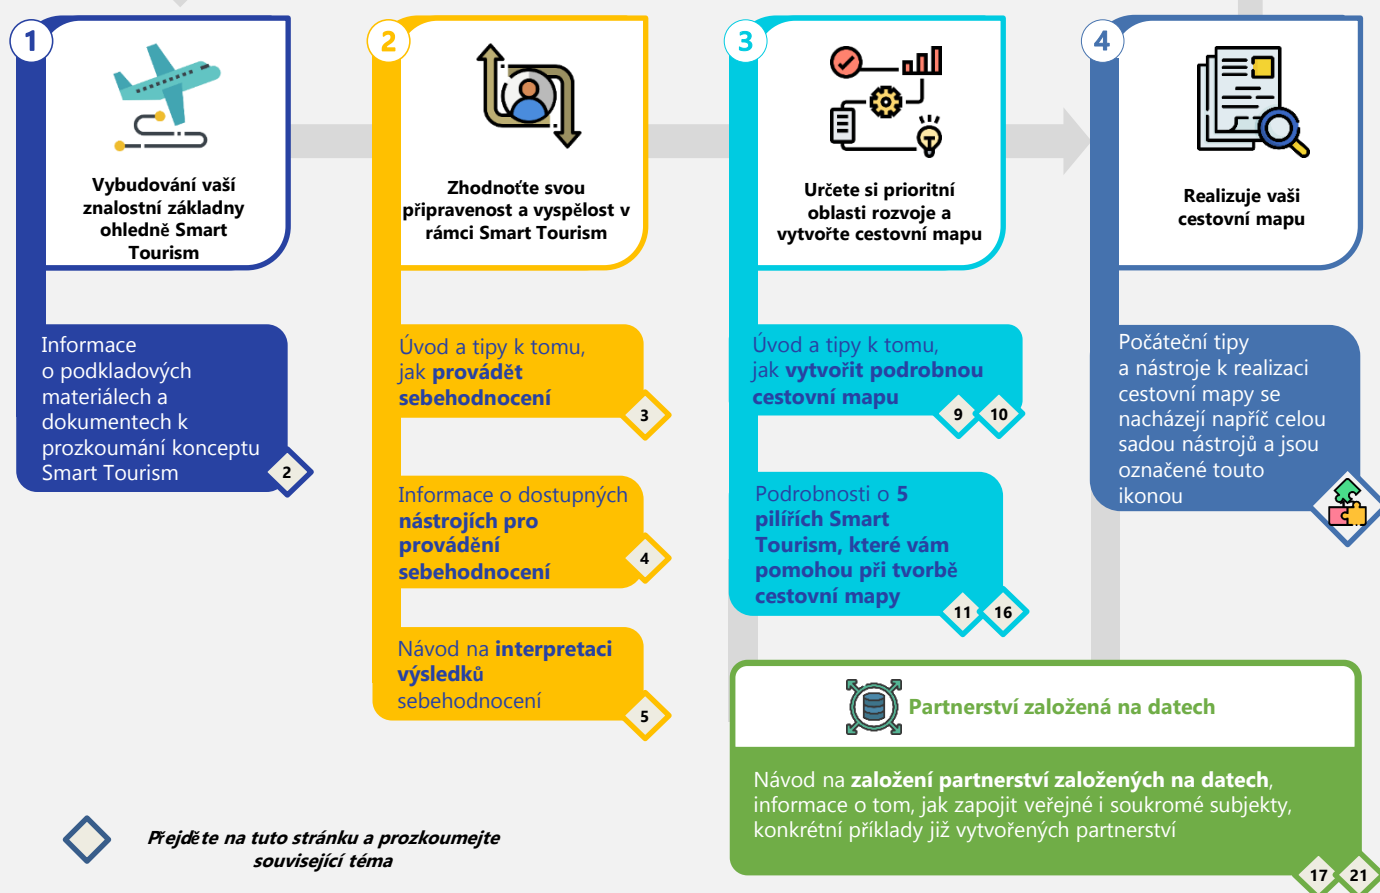 1
Vybudování vaší
znalostní základny
ohledně Smart
Tourism
Informace
o podkladových
materiálech a
dokumentech k
prozkoumání konceptu
Smart Tourism
2
2
Zhodnoťte svou
připravenost a vyspělost v
rámci Smart Tourism
Úvod a tipy k tomu,
jak provádět
sebehodnocení
3
Informace o dostupných
nástrojích pro
provádění
sebehodnocení
4
Návod na interpretaci
výsledků
sebehodnocení
5
3
Určete si prioritní
oblasti rozvoje a
vytvořte cestovní mapu
Úvod a tipy k tomu,
jak vytvořit podrobnou
cestovní mapu
9 10
Podrobnosti o 5
pilířích Smart
Tourism, které vám
pomohou při tvorbě
cestovní mapy
11 16
4
Realizuje vaši
cestovní mapu
Počáteční tipy
a nástroje k realizaci
cestovní mapy se
nacházejí napříč celou
sadou nástrojů a jsou
označené touto
ikonou
Partnerství založená na datech
Návod na založení partnerství založených na datech,
informace o tom, jak zapojit veřejné i soukromé subjekty,
konkrétní příklady již vytvořených partnerství
17 21
Přejděte na tuto stránku a prozkoumejte
související téma